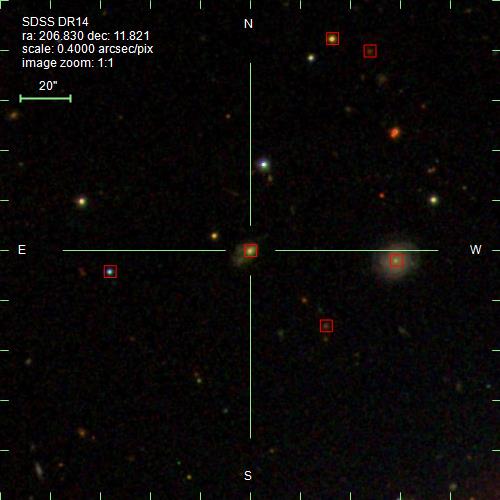 SDSS DR14
ra: 206.830 dec: 11.821
scale: 0.4000 arcsec/pix
image zoom: 1:1
20"
N
E
W
S